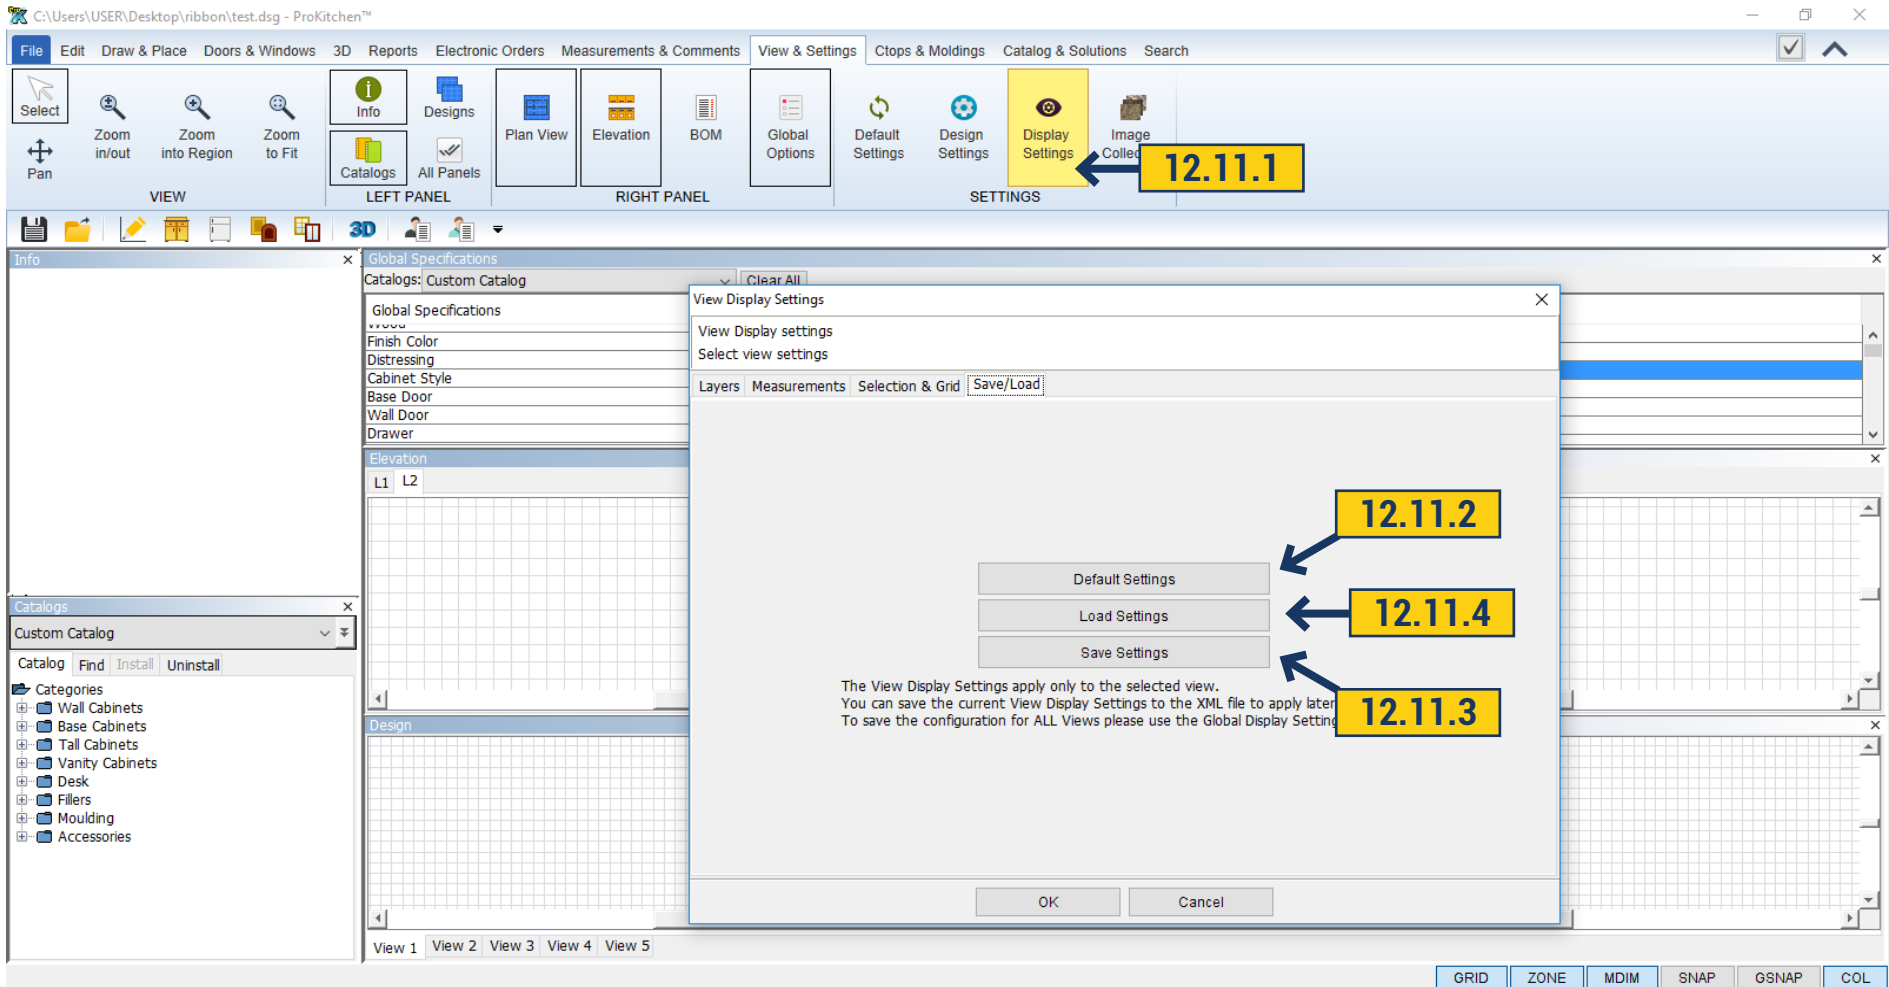 C:\Users\USER\Desktop\ribbon\test.dsg - ProKitchen™
File Edit Draw & Place Doors & Windows 3D Reports Electronic Orders Measurements & Comments View & Settings Ctops & Moldings Catalog & Solutions Search
Select
Pan
Zoom in/out
Zoom into Region
Zoom to Fit
VIEW
Info
Catalogs
Designs
All Panels
LEFT PANEL
Plan View
Elevation
BOM
Global Options
RIGHT PANEL
Default Settings
Design Settings
Display Settings
Image
SETTINGS
12.11.1
3D
Info
Global Specifications
Catalogs: Custom Catalog Clear All
Global Specifications
Wood
Finish Color
Distressing
Cabinet Style
Base Door
Wall Door
Drawer
Elevation
L1 L2
View Display Settings
View Display settings
Select view settings
Layers Measurements Selection & Grid Save/Load
12.11.2
Default Settings
Load Settings
12.11.4
Save Settings
The View Display Settings apply only to the selected view.
You can save the current View Display Settings to the XML file to apply later
To save the configuration for ALL Views please use the Global Display
12.11.3
OK Cancel
Catalogs
Custom Catalog
Catalog Find Install Uninstall
Categories
Wall Cabinets
Base Cabinets
Tall Cabinets
Vanity Cabinets
Desk
Fillers
Moulding
Accessories
Design
View 1 View 2 View 3 View 4 View 5
GRID ZONE MDIM SNAP GSNAP COL